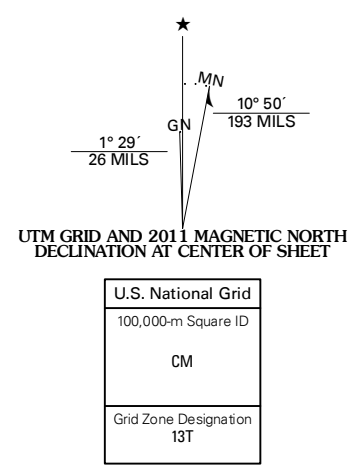 ★
MN
10° 50´
193 MILS
GN
1° 29´
26 MILS
UTM GRID AND 2011 MAGNETIC NORTH
DECLINATION AT CENTER OF SHEET
U.S. National Grid
100,000-m Square ID
CM
Grid Zone Designation
13T